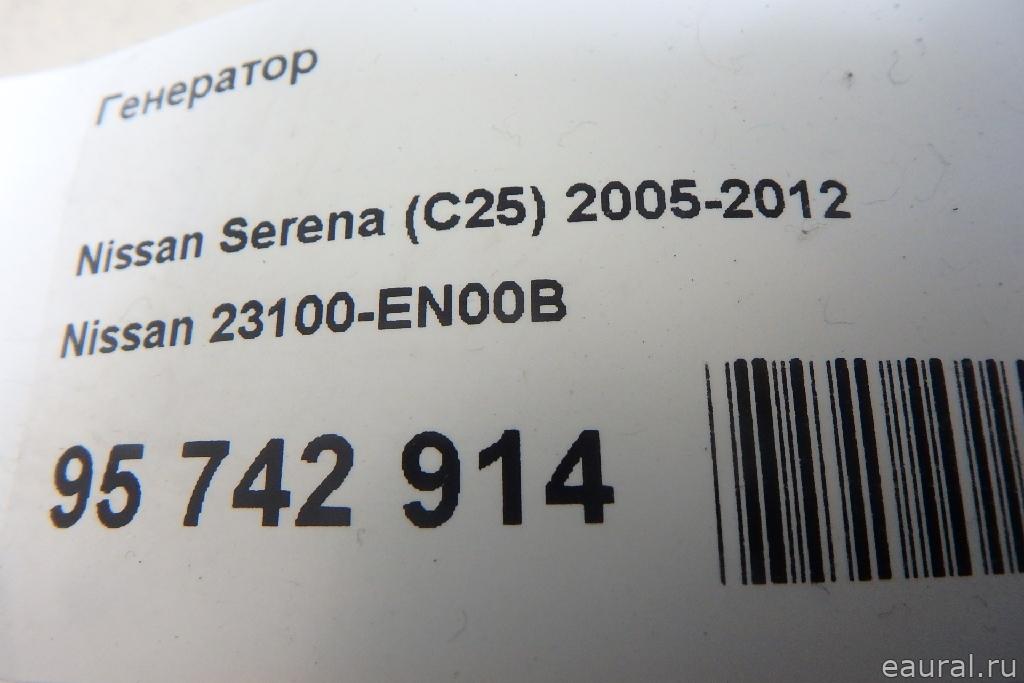 Генератор
Nissan Serena (C25) 2005-2012
Nissan 23100-EN00B
95 742 914
eaural.ru